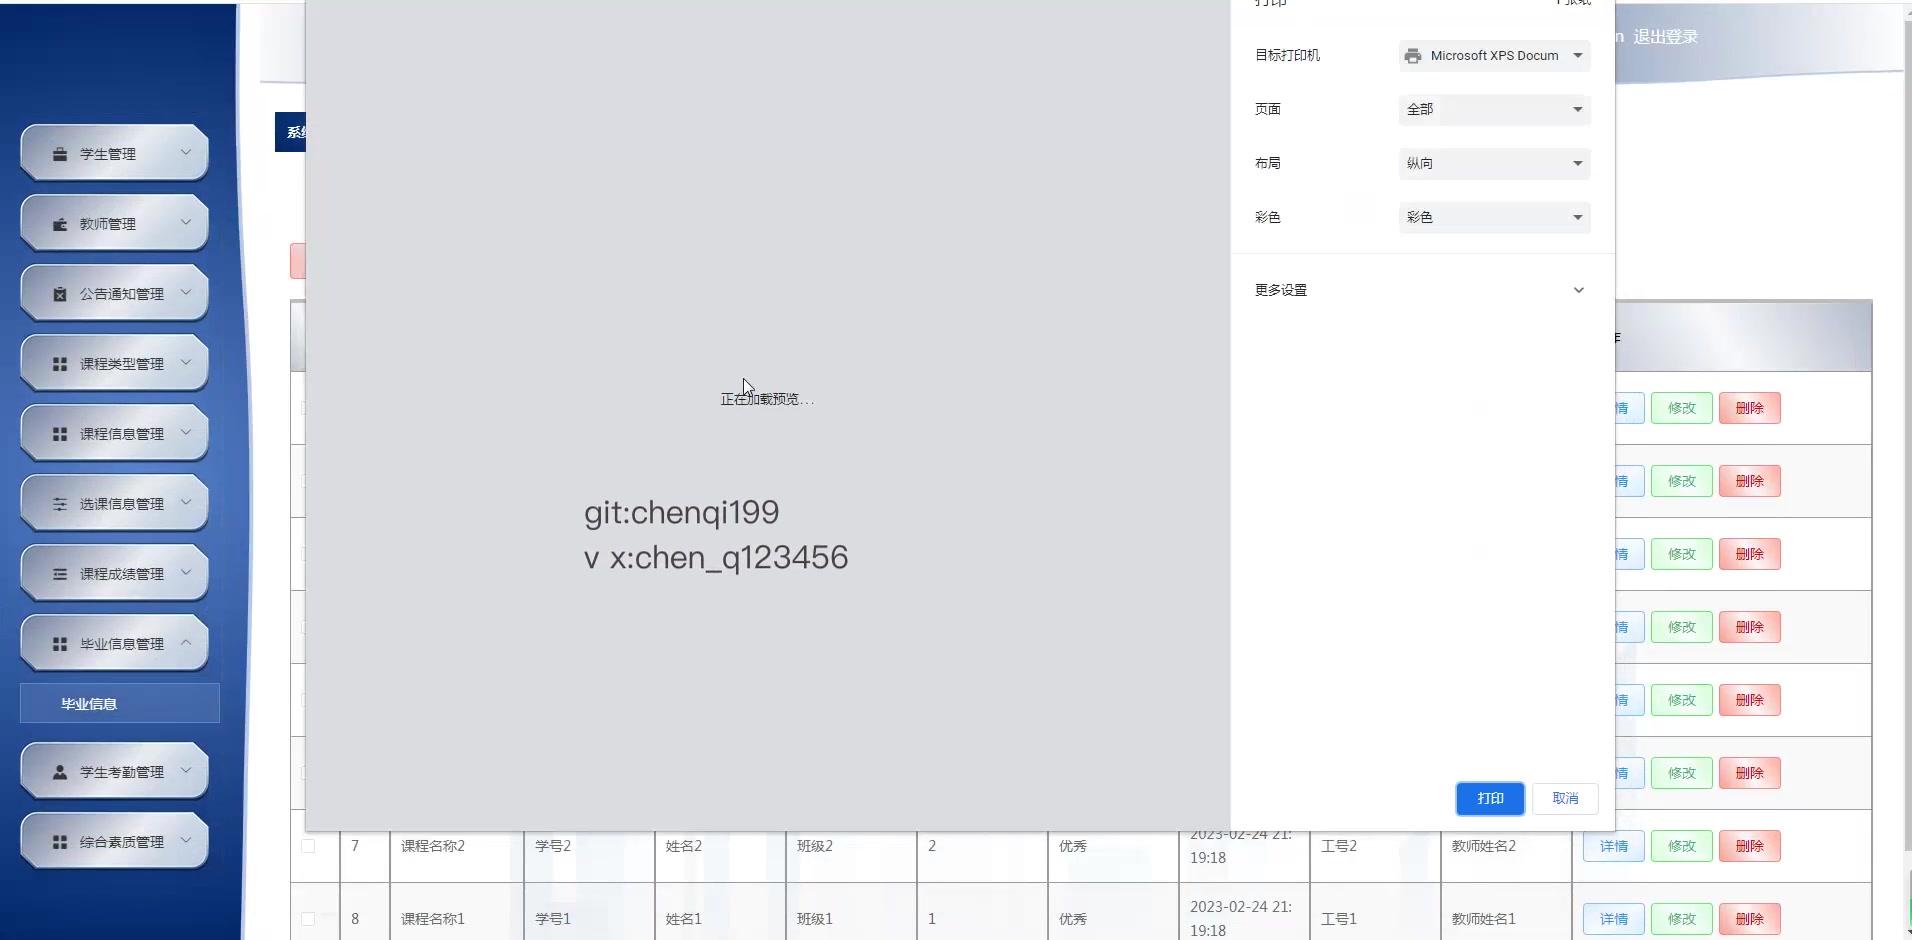 退出登录
系统
学生管理
教师管理
公告通知管理
课程类型管理
课程信息管理
选课信息管理
课程成绩管理
毕业信息管理
毕业信息
学生考勤管理
综合素质管理
打印
目标打印机 Microsoft XPS Docum
页面 全部
布局 纵向
彩色 彩色
更多设置
正在加载预览...
git:chenqi199
v x:chen_q123456
打印 取消
情 修改 删除
情 修改 删除
情 修改 删除
情 修改 删除
情 修改 删除
情 修改 删除
7 课程名称2 学号2 姓名2 班级2 2 优秀 2023-02-24 21:19:18 工号2 教师姓名2 详情 修改 删除
8 课程名称1 学号1 姓名1 班级1 1 优秀 2023-02-24 21:19:18 工号1 教师姓名1 详情 修改 删除